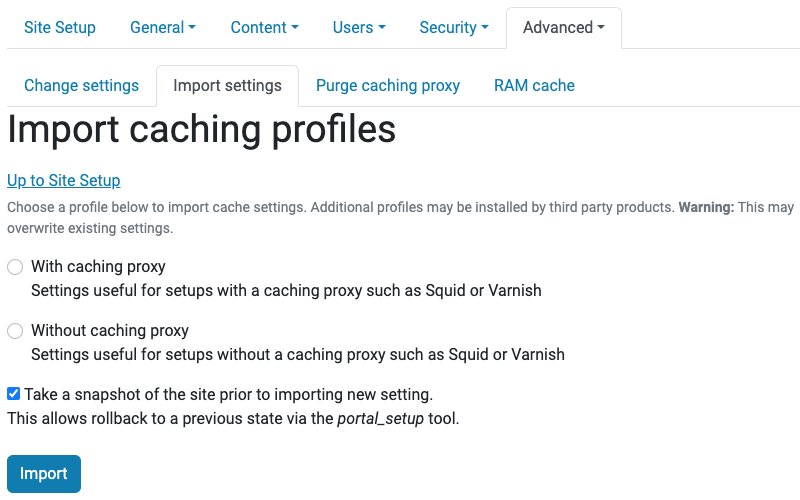 Site Setup General Content Users Security Advanced
Change settings Import settings Purge caching proxy RAM cache
Import caching profiles
Up to Site Setup
Choose a profile below to import cache settings. Additional profiles may be installed by third party products. Warning: This may
overwrite existing settings.
With caching proxy
Settings useful for setups with a caching proxy such as Squid or Varnish
Without caching proxy
Settings useful for setups without a caching proxy such as Squid or Varnish
Take a snapshot of the site prior to importing new setting.
This allows rollback to a previous state via the portal_setup tool.
Import